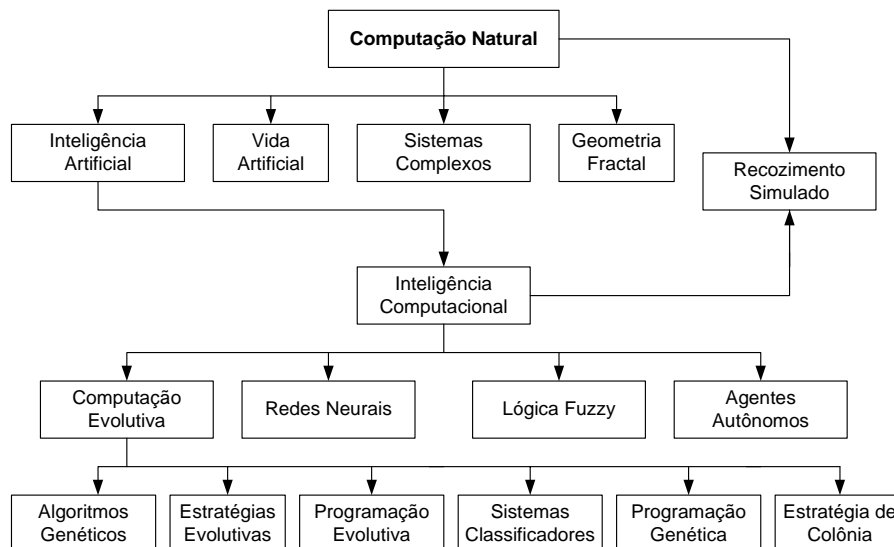 Computação Natural
Inteligência
Artificial
Vida
Artificial
Sistemas
Complexos
Geometria
Fractal
Recozimento
Simulado
Inteligência
Computacional
Computação
Evolutiva
Redes Neurais
Lógica Fuzzy
Agentes
Autônomos
Algoritmos
Genéticos
Estratégias
Evolutivas
Programação
Evolutiva
Sistemas
Classificadores
Programação
Genética
Estratégia de
Colônia